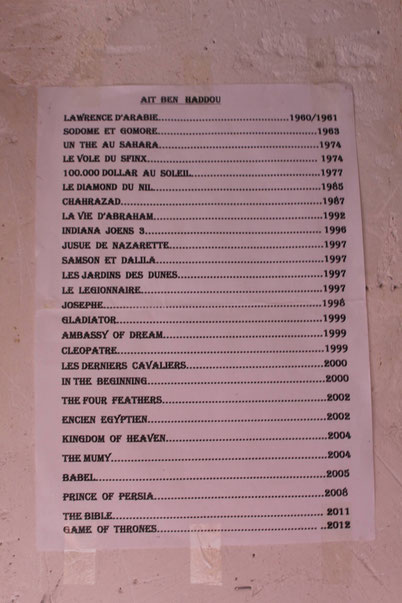 AIT BEN HADDOU
LAWRENCE D'ARABIE..........................................1960/1961
SODOME ET GOMORE....................................................1963
UN THE AU SAHARA....................................................1974
LE VOLE DU SFINX...................................................... 1974
100.000 DOLLAR AU SOLEIL..........................................1977
LE DIAMOND DU NIL....................................................1985
CHAHRAZAD................................................................1987
LA VIE D'ABRAHAM......................................................1992
INDIANA JOENS 3........................................................ 1996
JUSUE DE NAZARETTE..................................................1997
SAMSON ET DALILA......................................................1997
LES JARDINS DES DUNES...............................................1997
LE LEGIONNAIRE..........................................................1997
JOSEPHE......................................................................1998
GLADIATOR..................................................................1999
AMBASSY OF DREAM.....................................................1999
CLEOPATRE...................................................................1999
LES DERNIERS CAVALIERS.............................................2000
IN THE BEGINNING.......................................................2000
THE FOUR FEATHERS....................................................2002
ENCIEN EGYPTIEN........................................................2002
KINGDOM OF HEAVEN...................................................2004
THE MUMY...................................................................2004
BABEL..........................................................................2005
PRINCE OF PERSIA.......................................................2008
THE BIBLE.................................................................... 2011
GAME OF THRONES................................................ ..2012